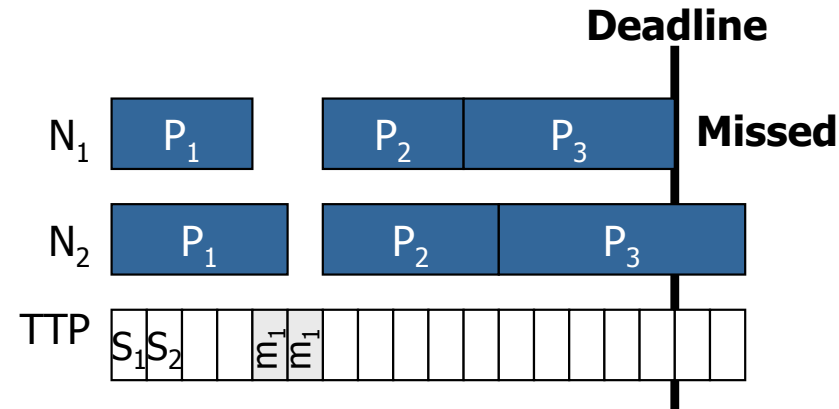 Deadline
N₁ P₁ P₂ P₃ Missed
N₂ P₁ P₂ P₃
TTP S₁ S₂ m₁ m₁